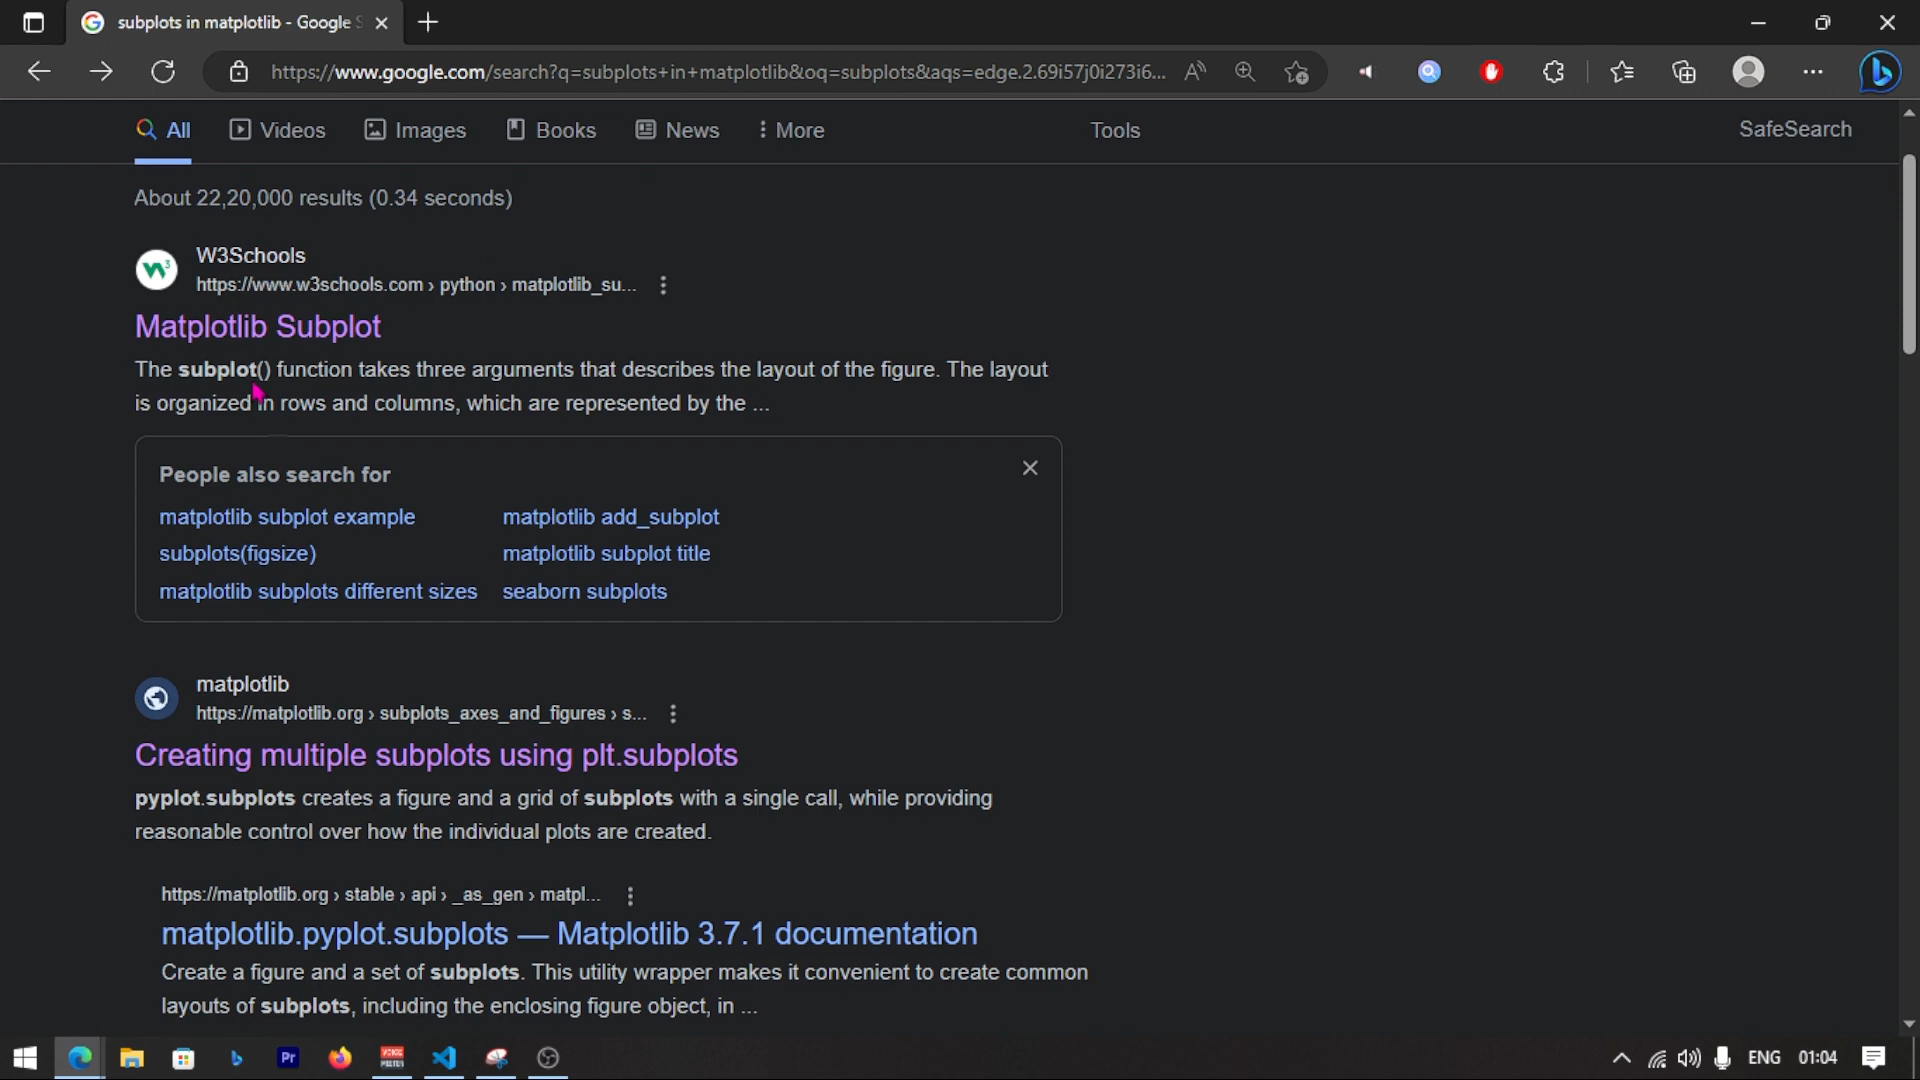 subplots in matplotlib - Google S
https://www.google.com/search?q=subplots+in+matplotlib&oq=subplots&aqs=edge.2.69i57j0i273i6...
All Videos Images Books News More Tools SafeSearch
About 22,20,000 results (0.34 seconds)
W3Schools
https://www.w3schools.com › python › matplotlib_su...
Matplotlib Subplot
The subplot() function takes three arguments that describes the layout of the figure. The layout
is organized in rows and columns, which are represented by the ...
People also search for
matplotlib subplot example matplotlib add_subplot
subplots(figsize) matplotlib subplot title
matplotlib subplots different sizes seaborn subplots
matplotlib
https://matplotlib.org › subplots_axes_and_figures › s...
Creating multiple subplots using plt.subplots
pyplot.subplots creates a figure and a grid of subplots with a single call, while providing
reasonable control over how the individual plots are created.
https://matplotlib.org › stable › api › _as_gen › matpl...
matplotlib.pyplot.subplots — Matplotlib 3.7.1 documentation
Create a figure and a set of subplots. This utility wrapper makes it convenient to create common
layouts of subplots, including the enclosing figure object, in ...
Pr VOICE MEETER ENG 01:04